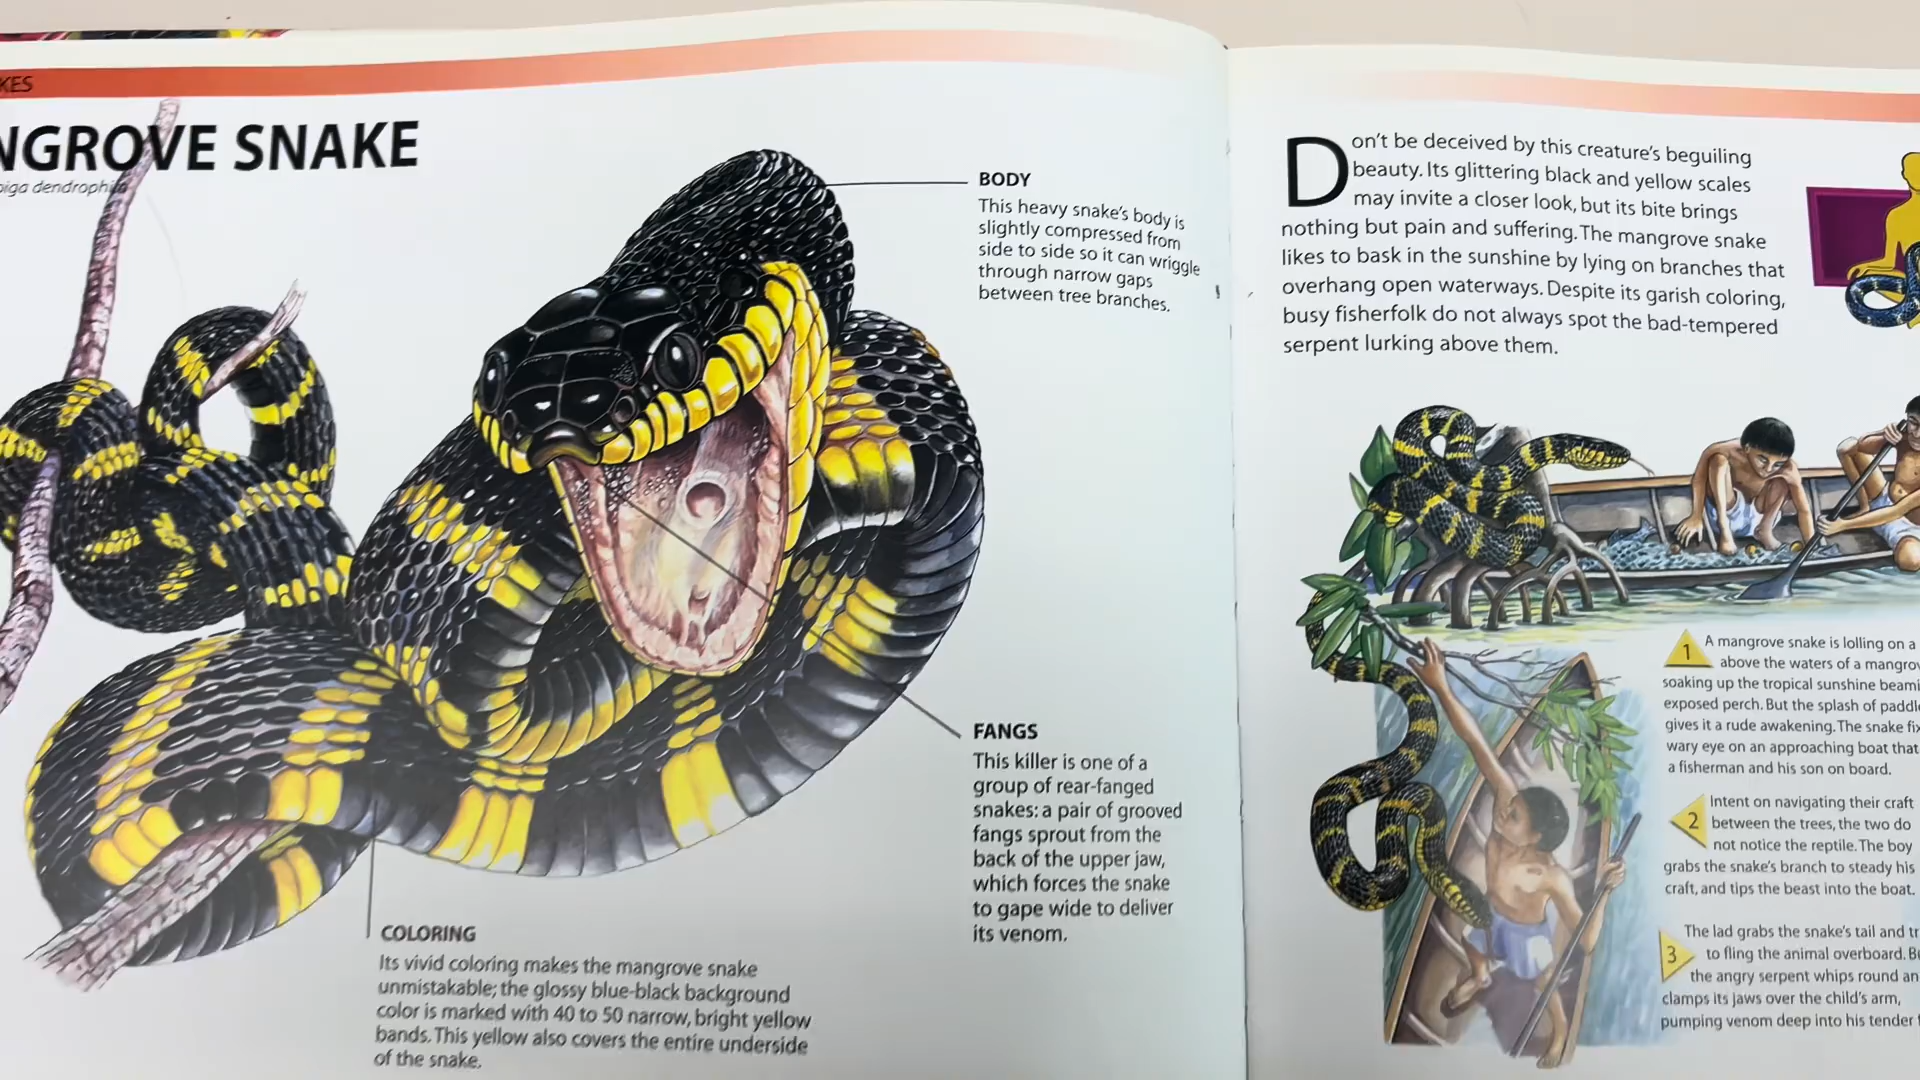 KES
NGROVE SNAKE
oiga dendrophila
BODY
This heavy snake's body is
slightly compressed from
side to side so it can wriggle
through narrow gaps
between tree branches.
FANGS
This killer is one of a
group of rear-fanged
snakes: a pair of grooved
fangs sprout from the
back of the upper jaw,
which forces the snake
to gape wide to deliver
its venom.
COLORING
Its vivid coloring makes the mangrove snake
unmistakable; the glossy blue-black background
color is marked with 40 to 50 narrow, bright yellow
bands. This yellow also covers the entire underside
of the snake.
Don't be deceived by this creature's beguiling
beauty. Its glittering black and yellow scales
may invite a closer look, but its bite brings
nothing but pain and suffering. The mangrove snake
likes to bask in the sunshine by lying on branches that
overhang open waterways. Despite its garish coloring,
busy fisherfolk do not always spot the bad-tempered
serpent lurking above them.
1 A mangrove snake is lolling on a
above the waters of a mangrov
soaking up the tropical sunshine beami
exposed perch. But the splash of paddle
gives it a rude awakening. The snake fix
wary eye on an approaching boat that
a fisherman and his son on board.
2 Intent on navigating their craft
between the trees, the two do
not notice the reptile. The boy
grabs the snake's branch to steady his
craft, and tips the beast into the boat.
3 The lad grabs the snake's tail and tr
to fling the animal overboard. Bu
the angry serpent whips round an
clamps its jaws over the child's arm,
pumping venom deep into his tender